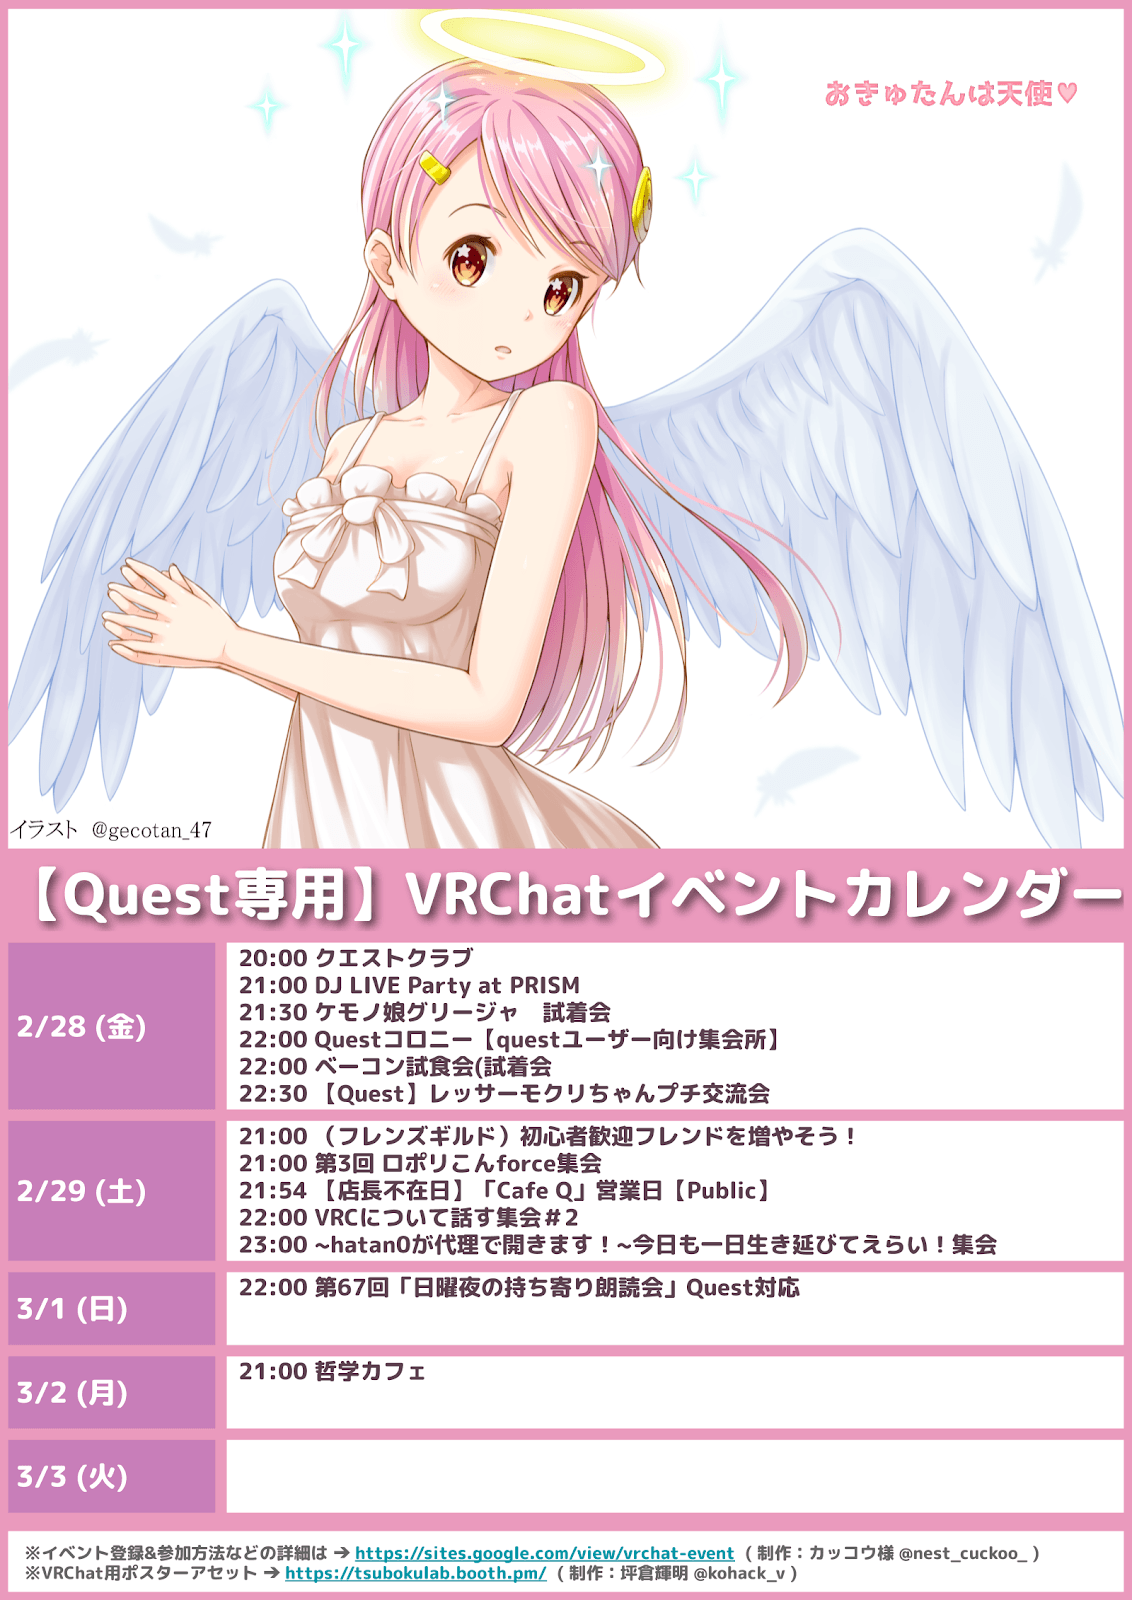 おきゅたんは天使♡
イラスト @gecotan_47
【Quest専用】VRChatイベントカレンダー
2/28 (金)
20:00 クエストクラブ
21:00 DJ LIVE Party at PRISM
21:30 ケモノ娘グリージャ　試着会
22:00 Questコロニー【questユーザー向け集会所】
22:00 ベーコン試食会(試着会
22:30 【Quest】レッサーモクリちゃんプチ交流会
2/29 (土)
21:00 （フレンズギルド）初心者歓迎フレンドを増やそう！
21:00 第3回 ロポリこんforce集会
21:54 【店長不在日】「Cafe Q」営業日【Public】
22:00 VRCについて話す集会＃2
23:00 ~hatan0が代理で開きます！~今日も一日生き延びてえらい！集会
3/1 (日)
22:00 第67回「日曜夜の持ち寄り朗読会」Quest対応
3/2 (月)
21:00 哲学カフェ
3/3 (火)
※イベント登録&参加方法などの詳細は → https://sites.google.com/view/vrchat-event （制作：カッコウ様 @nest_cuckoo_）
※VRChat用ポスターアセット → https://tsubokulab.booth.pm/ （制作：坪倉輝明 @kohack_v）